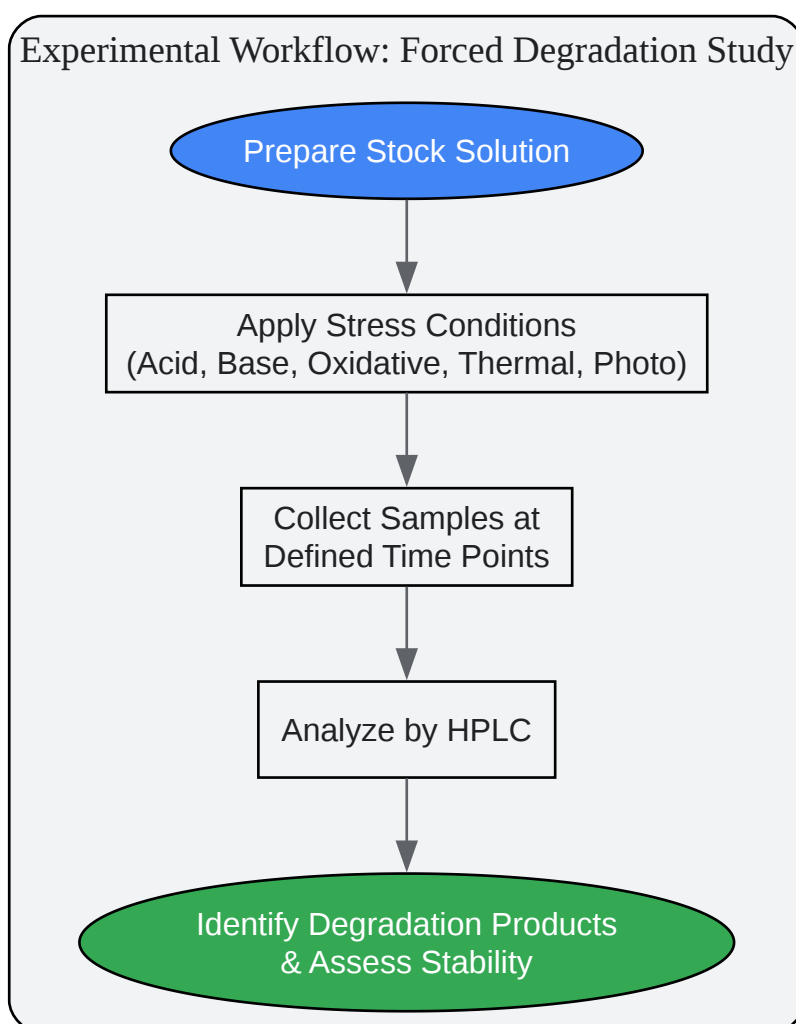 Experimental Workflow: Forced Degradation Study
Prepare Stock Solution
Apply Stress Conditions
(Acid, Base, Oxidative, Thermal, Photo)
Collect Samples at
Defined Time Points
Analyze by HPLC
Identify Degradation Products
& Assess Stability